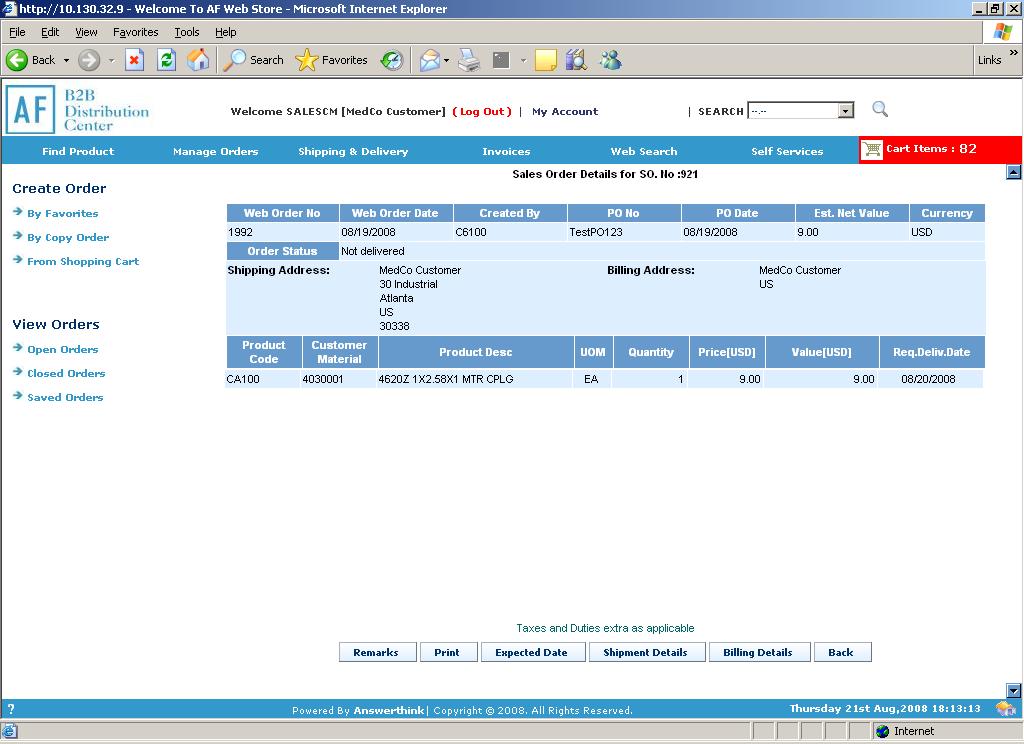 http://10.130.32.9 - Welcome To AF Web Store - Microsoft Internet Explorer
File Edit View Favorites Tools Help
Back Search Favorites Links »
AF B2B Distribution Center
Welcome SALESCM [MedCo Customer] ( Log Out ) | My Account | SEARCH --.--
Find Product Manage Orders Shipping & Delivery Invoices Web Search Self Services Cart Items : 82
Sales Order Details for SO. No :921
Create Order
By Favorites
By Copy Order
From Shopping Cart
View Orders
Open Orders
Closed Orders
Saved Orders
Web Order No Web Order Date Created By PO No PO Date Est. Net Value Currency
1992 08/19/2008 C6100 TestPO123 08/19/2008 9.00 USD
Order Status Not delivered
Shipping Address: MedCo Customer Billing Address: MedCo Customer
30 Industrial US
Atlanta
US
30338
Product Code Customer Material Product Desc UOM Quantity Price[USD] Value[USD] Req.Deliv.Date
CA100 4030001 4620Z 1X2.58X1 MTR CPLG EA 1 9.00 9.00 08/20/2008
Taxes and Duties extra as applicable
Remarks Print Expected Date Shipment Details Billing Details Back
? Powered By Answerthink | Copyright © 2008. All Rights Reserved. Thursday 21st Aug,2008 18:13:13
Internet